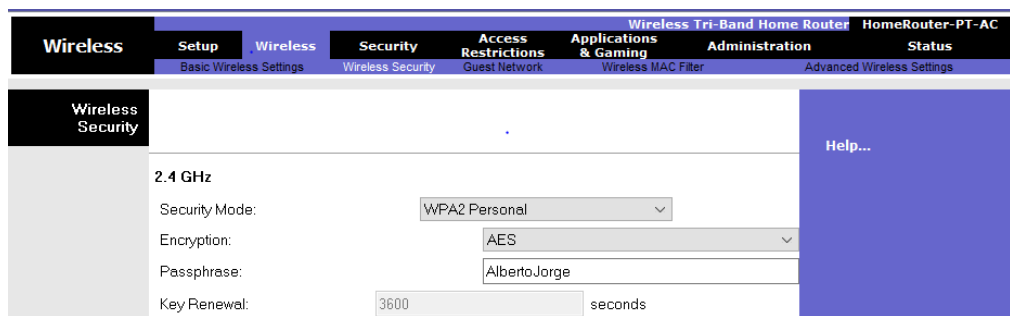 Wireless Tri-Band Home Router HomeRouter-PT-AC
Wireless
Setup Wireless Security Access Restrictions Applications & Gaming Administration Status
Basic Wireless Settings Wireless Security Guest Network Wireless MAC Filter Advanced Wireless Settings
Wireless
Security
Help...
2.4 GHz
Security Mode: WPA2 Personal
Encryption: AES
Passphrase: AlbertoJorge
Key Renewal: 3600 seconds